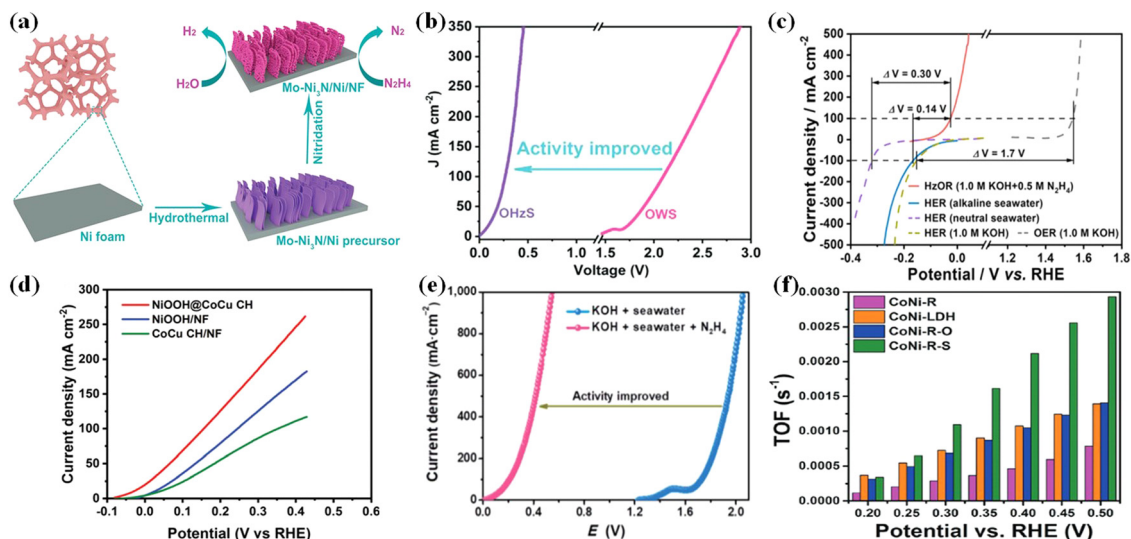 (a)
H₂
N₂
H₂O
N₂H₄
Mo-Ni₃N/Ni/NF
Nitridation
Ni foam
Hydrothermal
Mo-Ni₃N/Ni precursor
(b)
350
300
250
200
150
100
50
0
J (mA cm⁻²)
Activity improved
OHzS
OWS
0.0
0.5
1.5
2.0
2.5
3.0
Voltage (V)
(c)
500
400
300
200
100
0
-100
-200
-300
-400
-500
Current density / mA cm⁻²
Δ V = 0.30 V
Δ V = 0.14 V
Δ V = 1.7 V
HzOR (1.0 M KOH+0.5 M N₂H₄)
HER (alkaline seawater)
HER (neutral seawater)
HER (1.0 M KOH)
OER (1.0 M KOH)
-0.4
-0.2
0.0
1.2
1.4
1.6
1.8
Potential / V vs. RHE
(d)
300
250
200
150
100
50
0
Current density (mA cm⁻²)
NiOOH@CoCu CH
NiOOH/NF
CoCu CH/NF
-0.1
0.0
0.1
0.2
0.3
0.4
0.5
0.6
Potential (V vs RHE)
(e)
1,000
800
600
400
200
0
Current density (mA·cm⁻²)
KOH + seawater
KOH + seawater + N₂H₄
Activity improved
0.0
0.4
0.8
1.2
1.6
2.0
E (V)
(f)
0.0030
0.0025
0.0020
0.0015
0.0010
0.0005
0.0000
TOF (s⁻¹)
CoNi-R
CoNi-LDH
CoNi-R-O
CoNi-R-S
0.20
0.25
0.30
0.35
0.40
0.45
0.50
Potential vs. RHE (V)